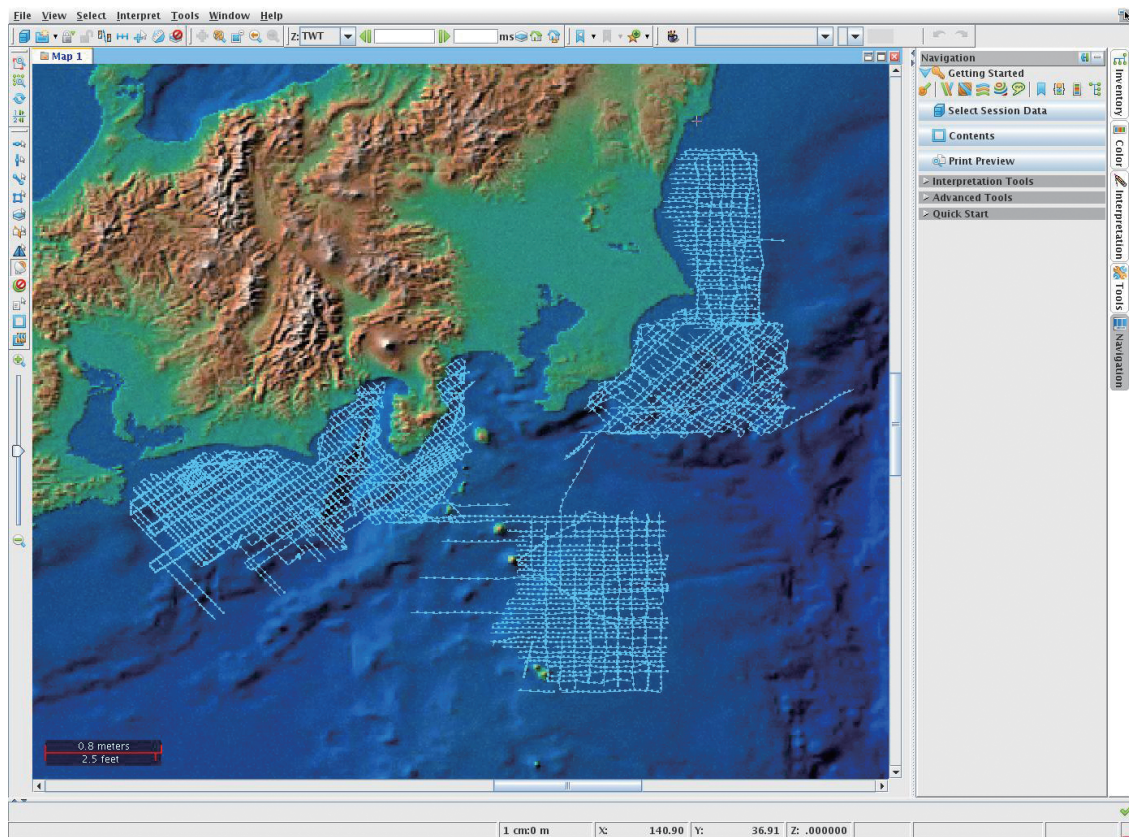 File View Select Interpret Tools Window Help
Z: TWT ms
Map 1
Navigation
Getting Started
Select Session Data
Contents
Print Preview
Interpretation Tools
Advanced Tools
Quick Start
Inventory
Color
Interpretation
Tools
Navigation
0.8 meters
2.5 feet
1 cm:0 m X: 140.90 Y: 36.91 Z: .000000